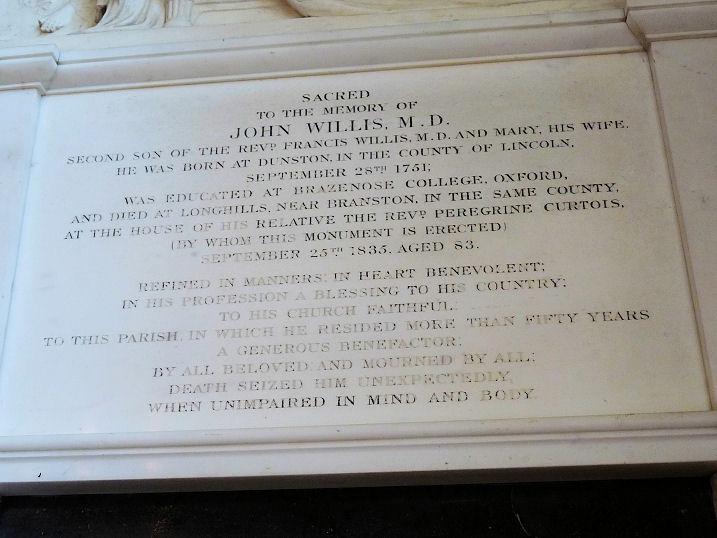 SACRED
TO THE MEMORY OF
JOHN WILLIS, M.D.
SECOND SON OF THE REVD. FRANCIS WILLIS, M.D. AND MARY, HIS WIFE.
HE WAS BORN AT DUNSTON, IN THE COUNTY OF LINCOLN,
SEPTEMBER 28TH 1751;
WAS EDUCATED AT BRAZENOSE COLLEGE, OXFORD,
AND DIED AT LONGHILLS, NEAR BRANSTON, IN THE SAME COUNTY,
AT THE HOUSE OF HIS RELATIVE THE REVD. PEREGRINE CURTOIS,
(BY WHOM THIS MONUMENT IS ERECTED)
SEPTEMBER 25TH 1835, AGED 83.
REFINED IN MANNERS; IN HEART BENEVOLENT;
IN HIS PROFESSION A BLESSING TO HIS COUNTRY;
TO HIS CHURCH FAITHFUL:
TO THIS PARISH, IN WHICH HE RESIDED MORE THAN FIFTY YEARS
A GENEROUS BENEFACTOR;
BY ALL BELOVED AND MOURNED BY ALL:
DEATH SEIZED HIM UNEXPECTEDLY,
WHEN UNIMPAIRED IN MIND AND BODY.